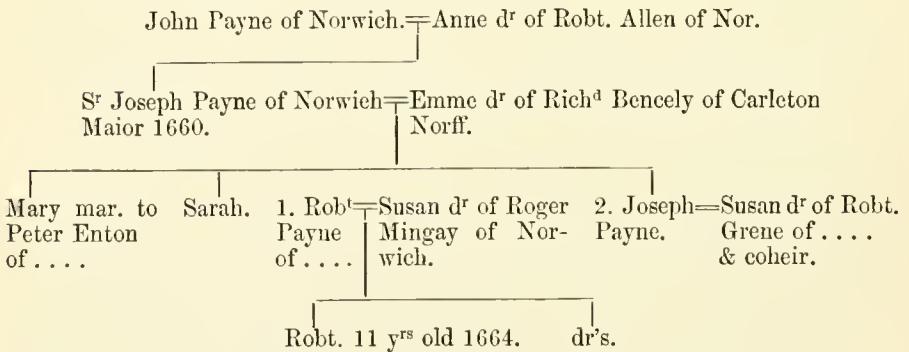 John Payne of Norwich.=Anne dʳ of Robt. Allen of Nor.
Sʳ Joseph Payne of Norwich=Emme dʳ of Richᵈ Bencely of Carleton
Maior 1660. Norff.
Mary mar. to Sarah. 1. Robᵗ=Susan dʳ of Roger 2. Joseph=Susan dʳ of Robt.
Peter Enton Payne Mingay of Nor- Payne. Grene of . . . .
of . . . . of . . . . wich. & coheir.
Robt. 11 yʳˢ old 1664. dr's.